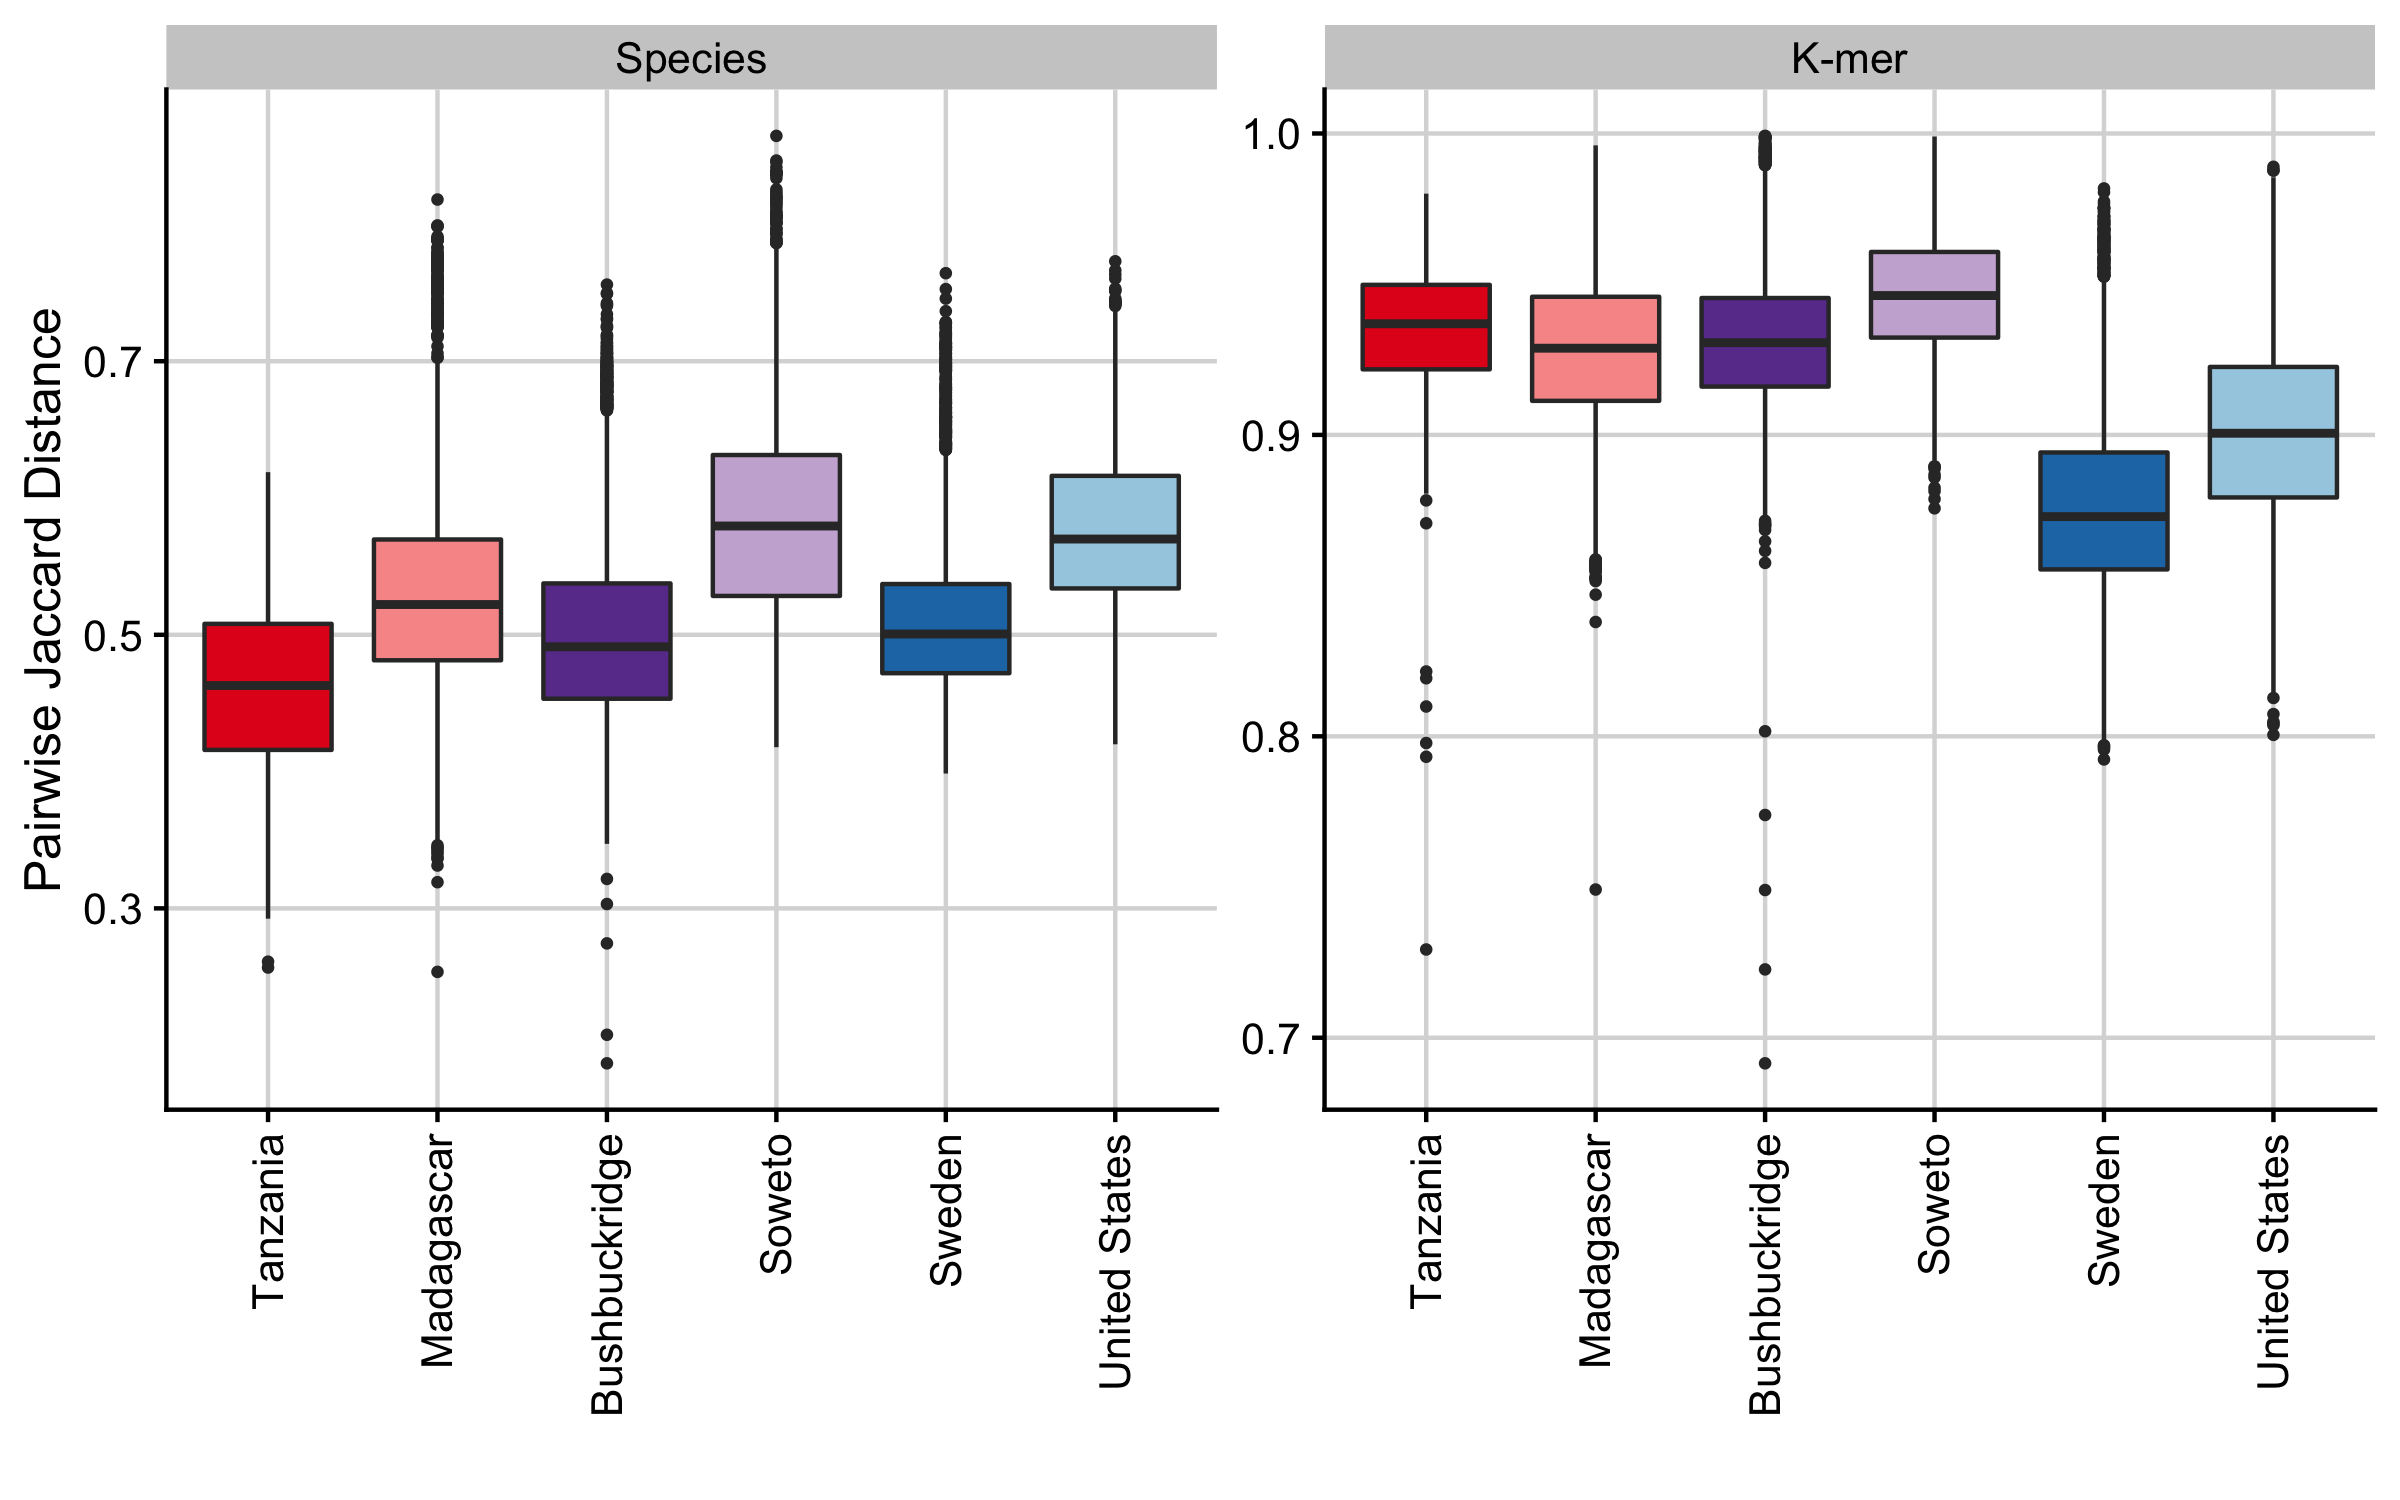 Species
K-mer
Pairwise Jaccard Distance
0.7
0.5
0.3
1.0
0.9
0.8
0.7
Tanzania
Madagascar
Bushbuckridge
Soweto
Sweden
United States
Tanzania
Madagascar
Bushbuckridge
Soweto
Sweden
United States